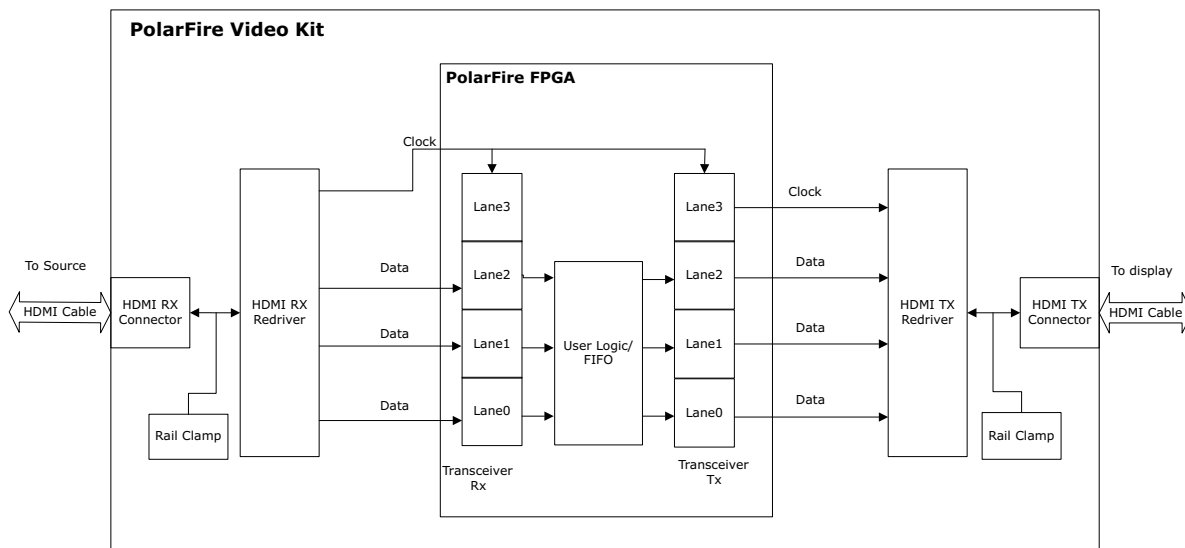 PolarFire Video Kit
PolarFire FPGA
Clock
Lane3
Lane3
Clock
To Source
HDMI Cable
HDMI RX
Connector
HDMI RX
Redriver
Data
Lane2
Lane2
Data
Data
Lane1
User Logic/
FIFO
Lane1
Data
Data
Lane0
Lane0
Data
HDMI TX
Redriver
HDMI TX
Connector
To display
HDMI Cable
Rail Clamp
Rail Clamp
Transceiver
Rx
Transceiver
Tx